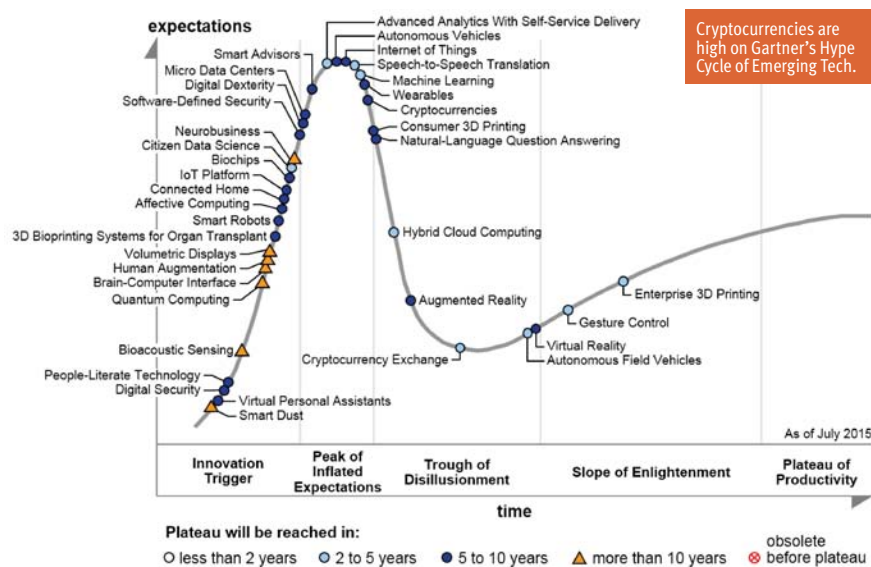 expectations
Cryptocurrencies are
high on Gartner's Hype
Cycle of Emerging Tech.
Advanced Analytics With Self-Service Delivery
Autonomous Vehicles
Internet of Things
Speech-to-Speech Translation
Machine Learning
Wearables
Cryptocurrencies
Consumer 3D Printing
Natural-Language Question Answering
Smart Advisors
Micro Data Centers
Digital Dexterity
Software-Defined Security
Neurobusiness
Citizen Data Science
Biochips
IoT Platform
Connected Home
Affective Computing
Smart Robots
3D Bioprinting Systems for Organ Transplant
Volumetric Displays
Human Augmentation
Brain-Computer Interface
Quantum Computing
Bioacoustic Sensing
People-Literate Technology
Digital Security
Virtual Personal Assistants
Smart Dust
Hybrid Cloud Computing
Augmented Reality
Cryptocurrency Exchange
Enterprise 3D Printing
Gesture Control
Virtual Reality
Autonomous Field Vehicles
As of July 2015
Innovation
Trigger
Peak of
Inflated
Expectations
Trough of
Disillusionment
Slope of Enlightenment
Plateau of
Productivity
time
Plateau will be reached in:
less than 2 years
2 to 5 years
5 to 10 years
more than 10 years
obsolete
before plateau